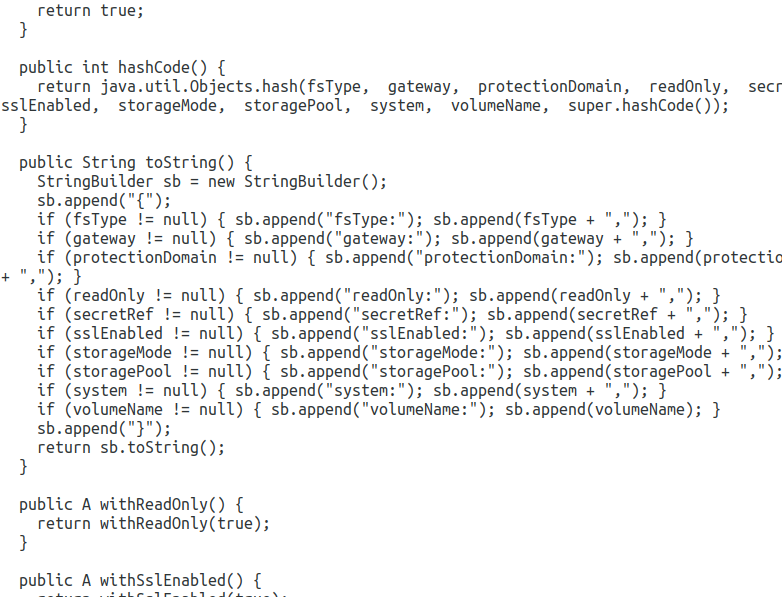 return true;
}
public int hashCode() {
return java.util.Objects.hash(fsType, gateway, protectionDomain, readOnly,
sslEnabled, storageMode, storagePool, system, volumeName, super.hashCode());
}
public String toString() {
StringBuilder sb = new StringBuilder();
sb.append("{");
if (fsType != null) { sb.append("fsType:"); sb.append(fsType + ","); }
if (gateway != null) { sb.append("gateway:"); sb.append(gateway + ","); }
if (protectionDomain != null) { sb.append("protectionDomain:"); sb.append(protectio
+ ","); }
if (readOnly != null) { sb.append("readOnly:"); sb.append(readOnly + ","); }
if (secretRef != null) { sb.append("secretRef:"); sb.append(secretRef + ","); }
if (sslEnabled != null) { sb.append("sslEnabled:"); sb.append(sslEnabled + ","); }
if (storageMode != null) { sb.append("storageMode:"); sb.append(storageMode + ",");
if (storagePool != null) { sb.append("storagePool:"); sb.append(storagePool + ",");
if (system != null) { sb.append("system:"); sb.append(system + ","); }
if (volumeName != null) { sb.append("volumeName:"); sb.append(volumeName); }
sb.append("}");
return sb.toString();
}
public A withReadOnly() {
return withReadOnly(true);
}
public A withSslEnabled() {